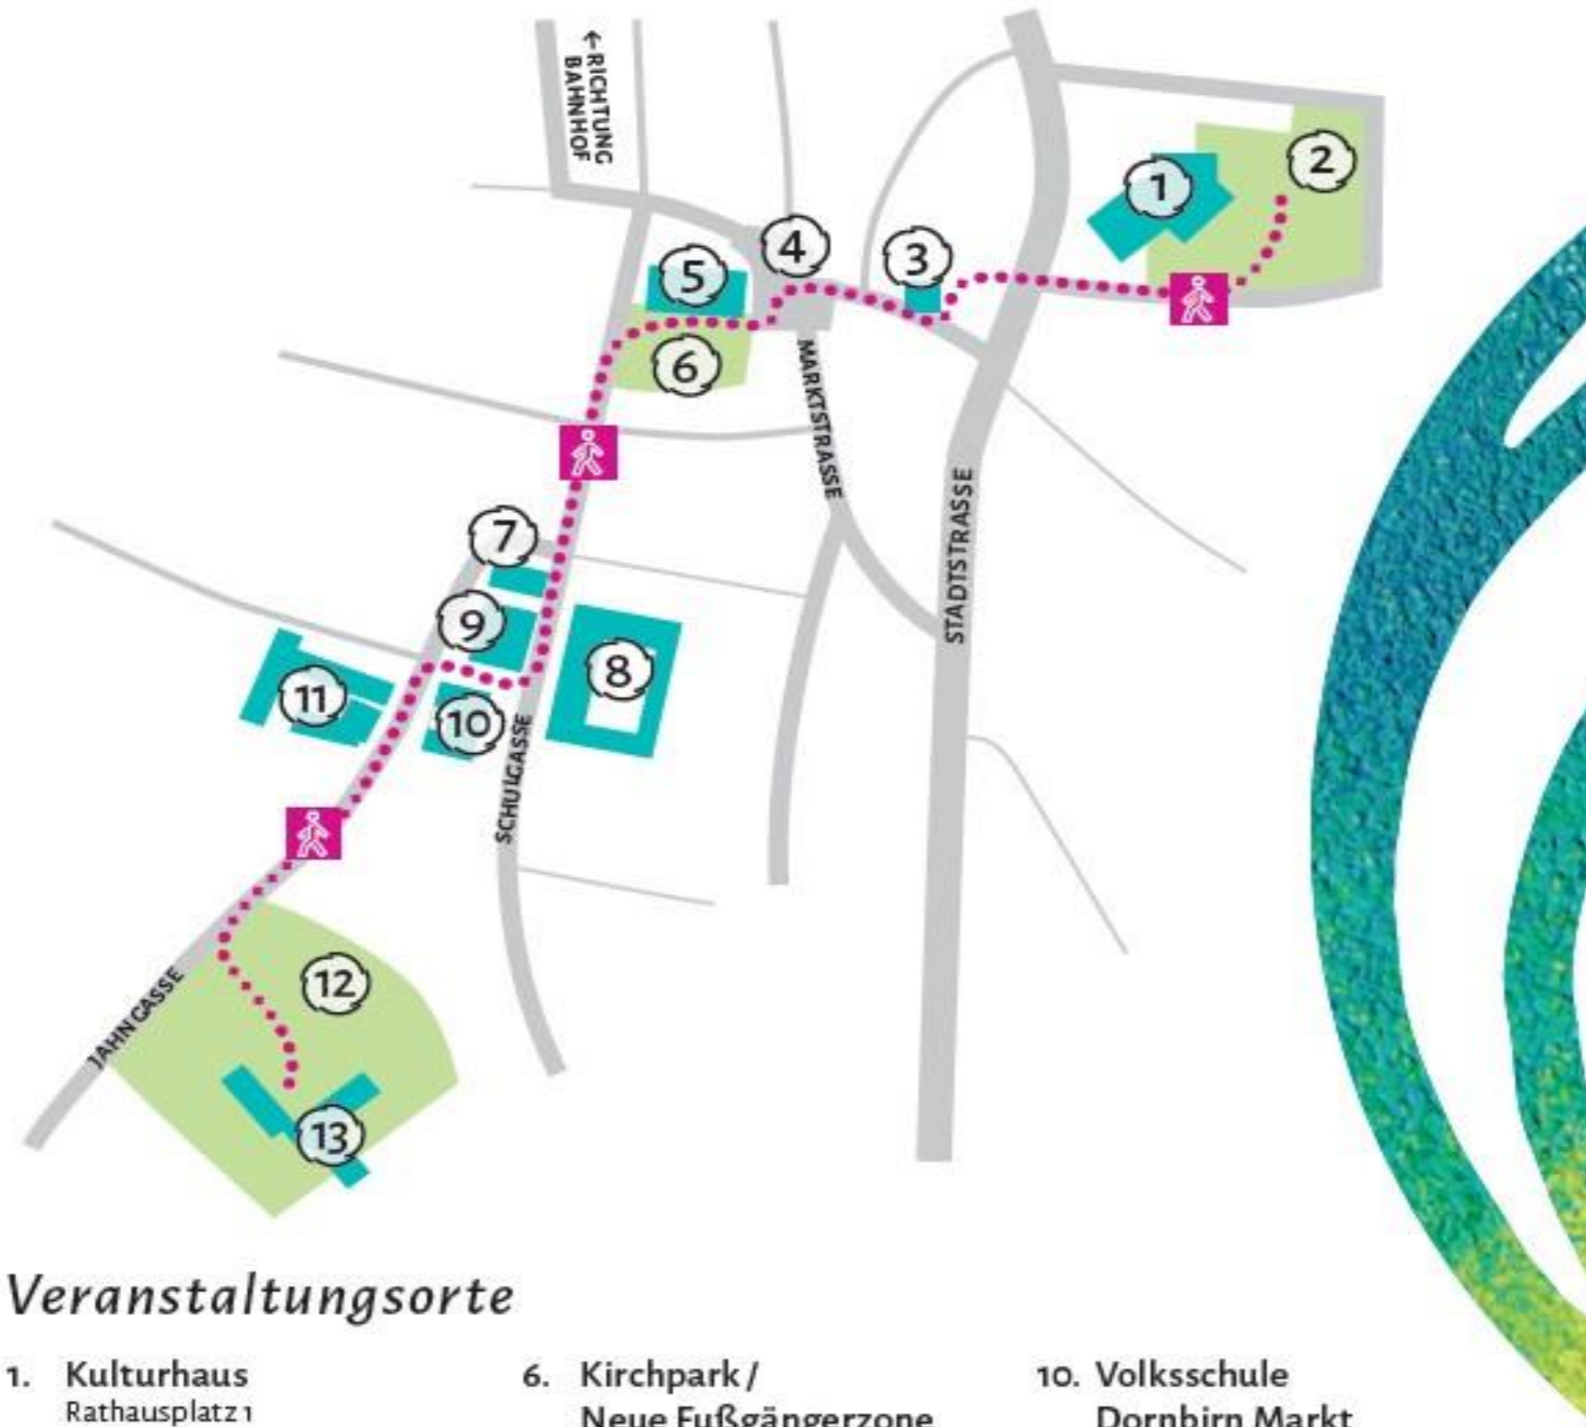 ←RICHTUNG
BAHNHOF
1
2
3
4
5
6
MARKTSTRASSE
STADTSTRASSE
7
8
9
10
11
SCHULGASSE
12
JAHNGASSE
13
Veranstaltungsorte
1. Kulturhaus
Rathausplatz 1
6. Kirchpark /
Neue Fußgängerzone
10. Volksschule
Dornbirn Markt